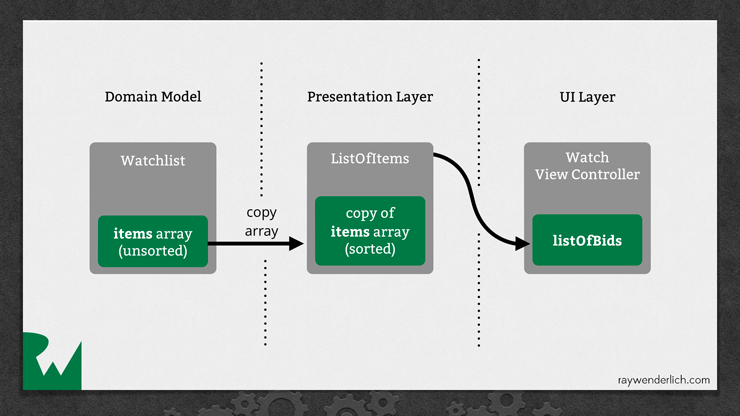 Domain Model
Presentation Layer
UI Layer
Watchlist
items array
(unsorted)
copy
array
ListOfItems
copy of
items array
(sorted)
Watch
View Controller
listOfBids
raywenderlich.com